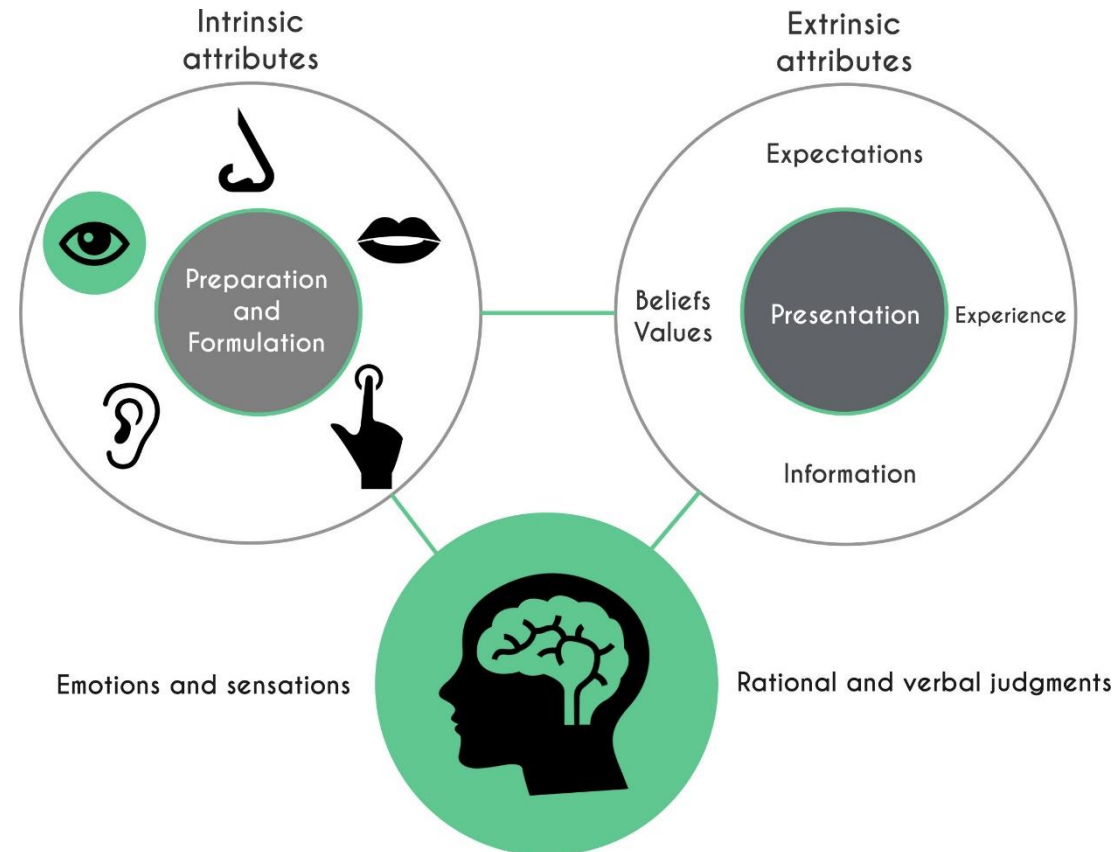 Intrinsic
attributes
Extrinsic
attributes
Preparation
and
Formulation
Expectations
Beliefs
Values
Presentation
Experience
Information
Emotions and sensations
Rational and verbal judgments